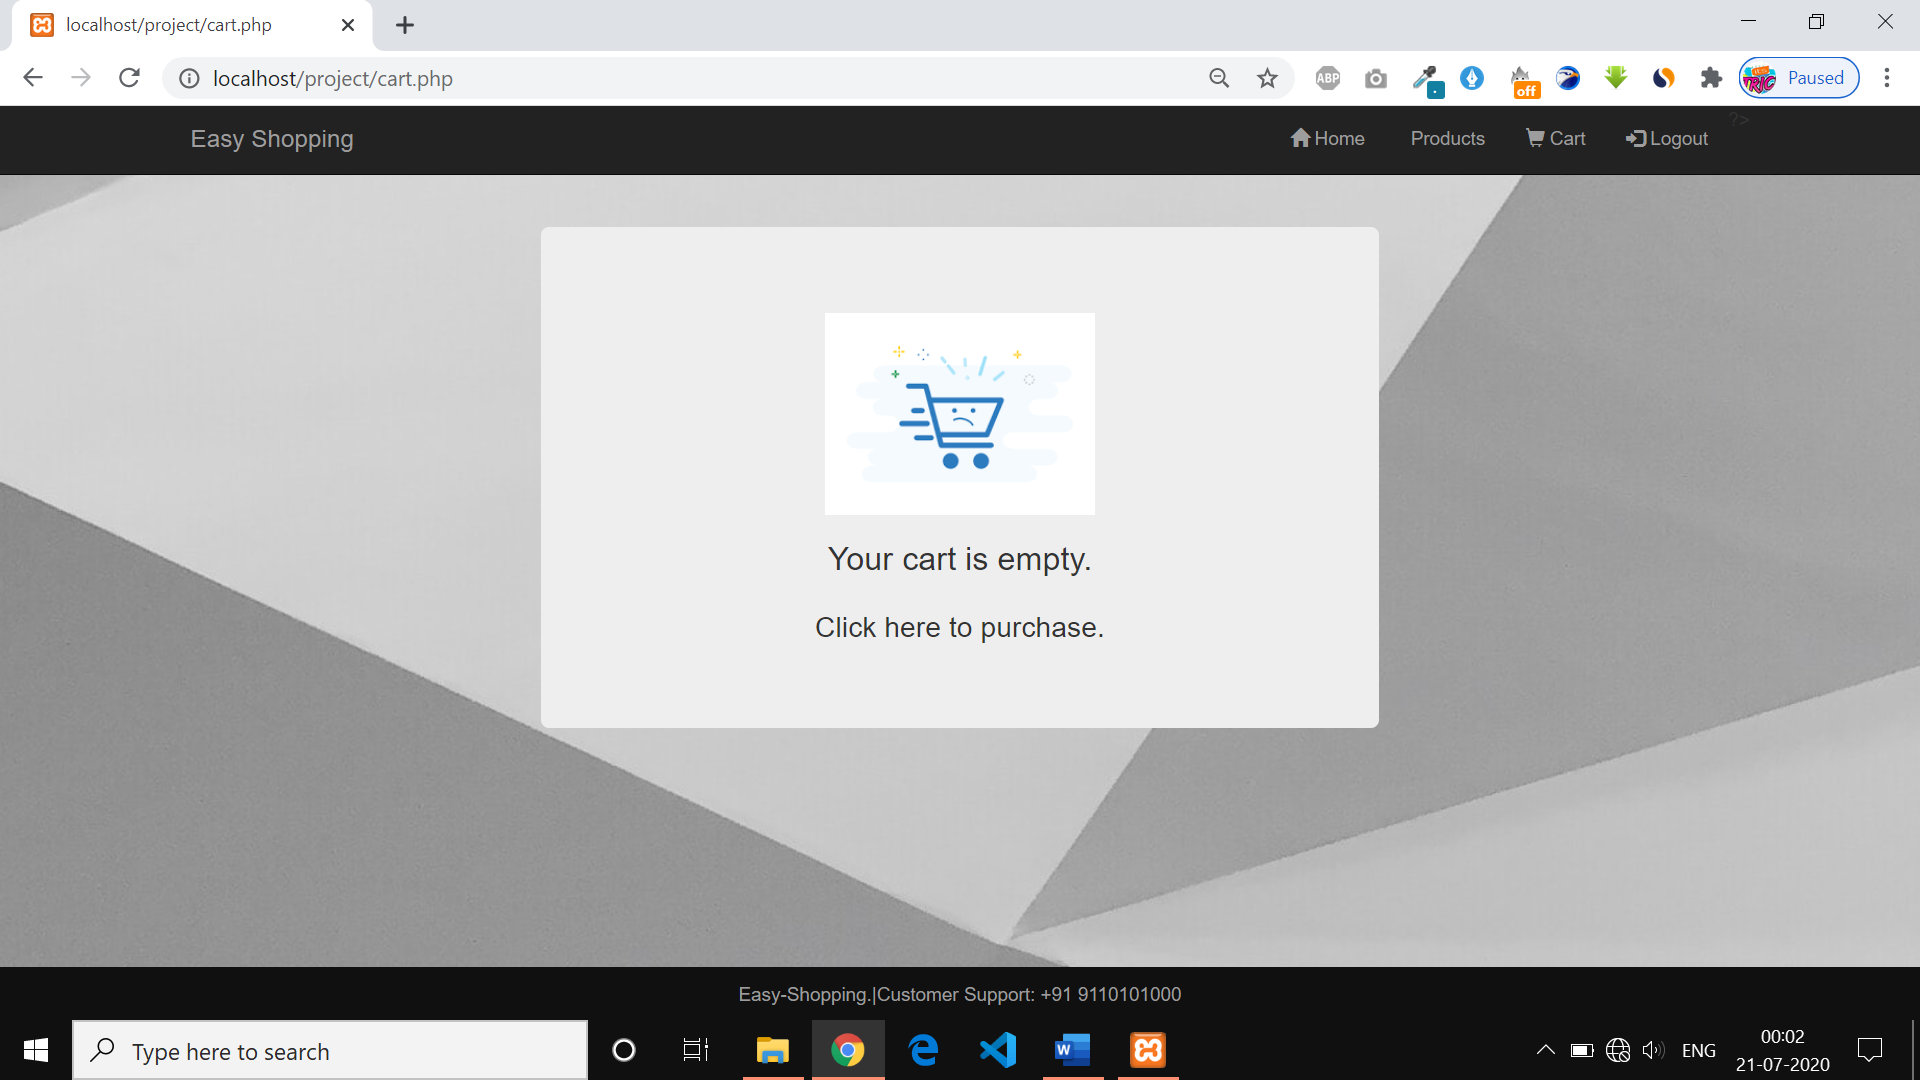 localhost/project/cart.php
localhost/project/cart.php
ABP
off
Paused
Easy Shopping
Home
Products
Cart
Logout
?>
Your cart is empty.
Click here to purchase.
Easy-Shopping.|Customer Support: +91 9110101000
Type here to search
W
ENG
00:02
21-07-2020